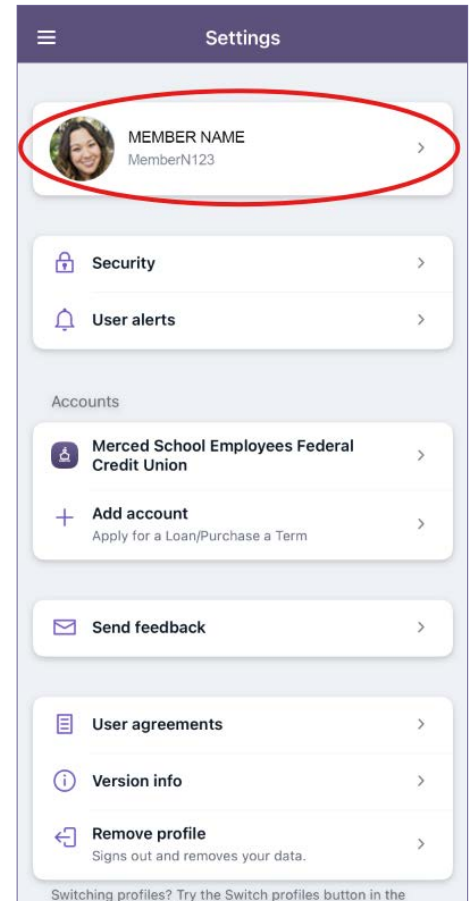 Settings
MEMBER NAME
MemberN123
Security
User alerts
Accounts
Merced School Employees Federal
Credit Union
Add account
Apply for a Loan/Purchase a Term
Send feedback
User agreements
Version info
Remove profile
Signs out and removes your data.
Switching profiles? Try the Switch profiles button in the